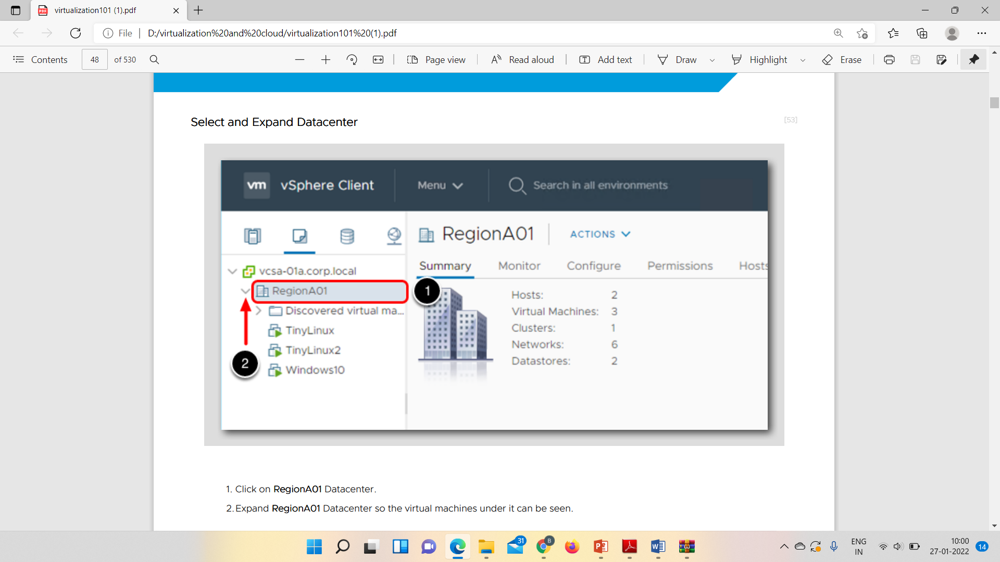 virtualization101 (1).pdf
File
D:/virtualization%20and%20cloud/virtualization101%20(1).pdf
Contents 48 of 530 Page view Read aloud Add text Draw Highlight Erase
Select and Expand Datacenter
[53]
vm vSphere Client Menu Search in all environments
RegionA01 ACTIONS
Summary Monitor Configure Permissions Hosts
vcsa-01a.corp.local
RegionA01
1
Discovered virtual ma...
TinyLinux
TinyLinux2
2
Windows10
Hosts: 2
Virtual Machines: 3
Clusters: 1
Networks: 6
Datastores: 2
1. Click on RegionA01 Datacenter.
2. Expand RegionA01 Datacenter so the virtual machines under it can be seen.
31
B
ENG
IN
10:00
27-01-2022
14